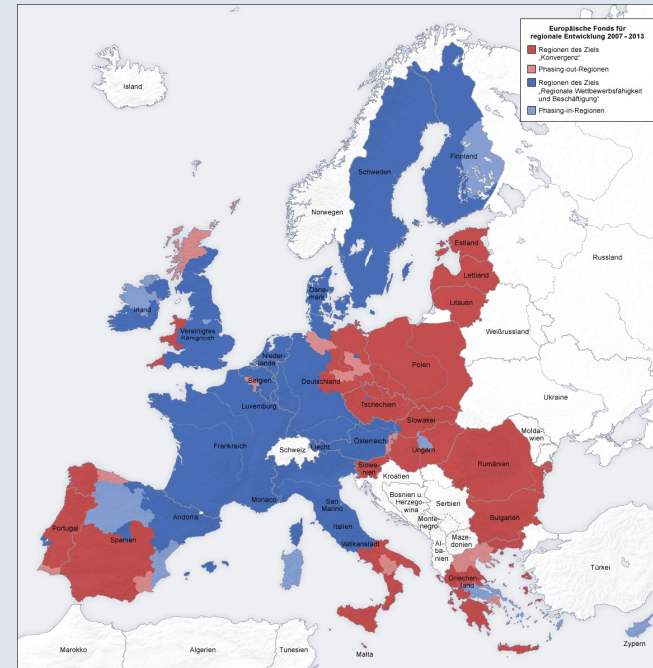 Europäische Fonds für
regionale Entwicklung 2007 - 2013
Regionen des Ziels
„Konvergenz“
Phasing-out-Regionen
Regionen des Ziels
„Regionale Wettbewerbsfähigkeit
und Beschäftigung“
Phasing-in-Regionen
Island
Finnland
Schweden
Norwegen
Estland
Russland
Lettland
Däne-
mark
Litauen
Irland
Vereinigtes
Königreich
Weißrussland
Nieder-
lande
Polen
Belgien
Deutschland
Ukraine
Luxemburg
Tschechien
Slowakei
Moldа-
wien
Frankreich
Schweiz
Liecht.
Österreich
Ungarn
Slowe-
nien
Rumänien
Kroatien
Bosnien u.
Herzego-
wina
Serbien
Monaco
San
Marino
Andorra
Italien
Monte-
negro
Bulgarien
Portugal
Spanien
Vatikanstadt
Maze-
donien
Al-
ba-
nien
Türkei
Griechen-
land
Zypern
Marokko
Algerien
Tunesien
Malta